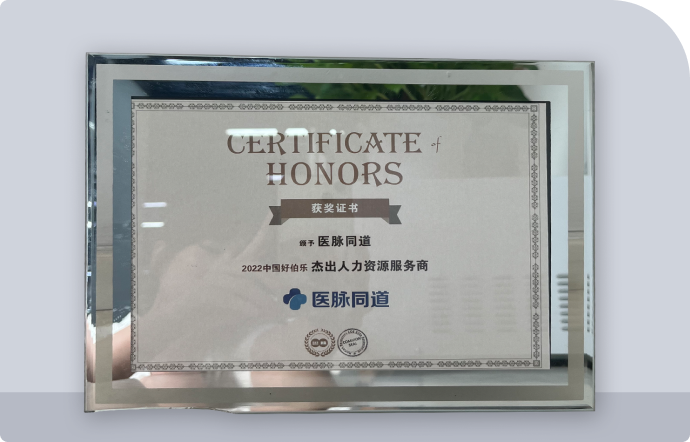 CERTIFICATE of
HONORS
获奖证书
颁予 医脉同道
2022中国好伯乐 杰出人力资源服务商
医脉同道